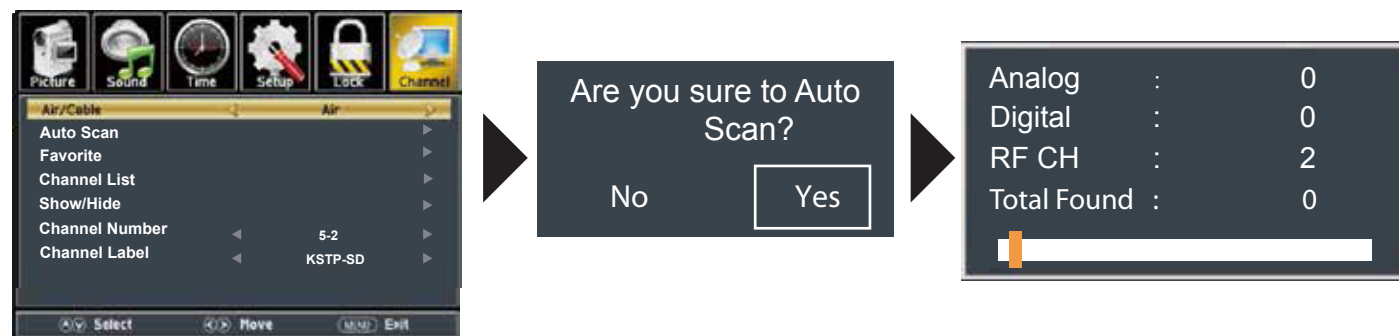 Picture Sound Time Setup Lock Channel
Air/Cable Air
Auto Scan
Favorite
Channel List
Show/Hide
Channel Number 5-2
Channel Label KSTP-SD
Select Move MENU Exit
Are you sure to Auto
Scan?
No Yes
Analog : 0
Digital : 0
RF CH : 2
Total Found : 0